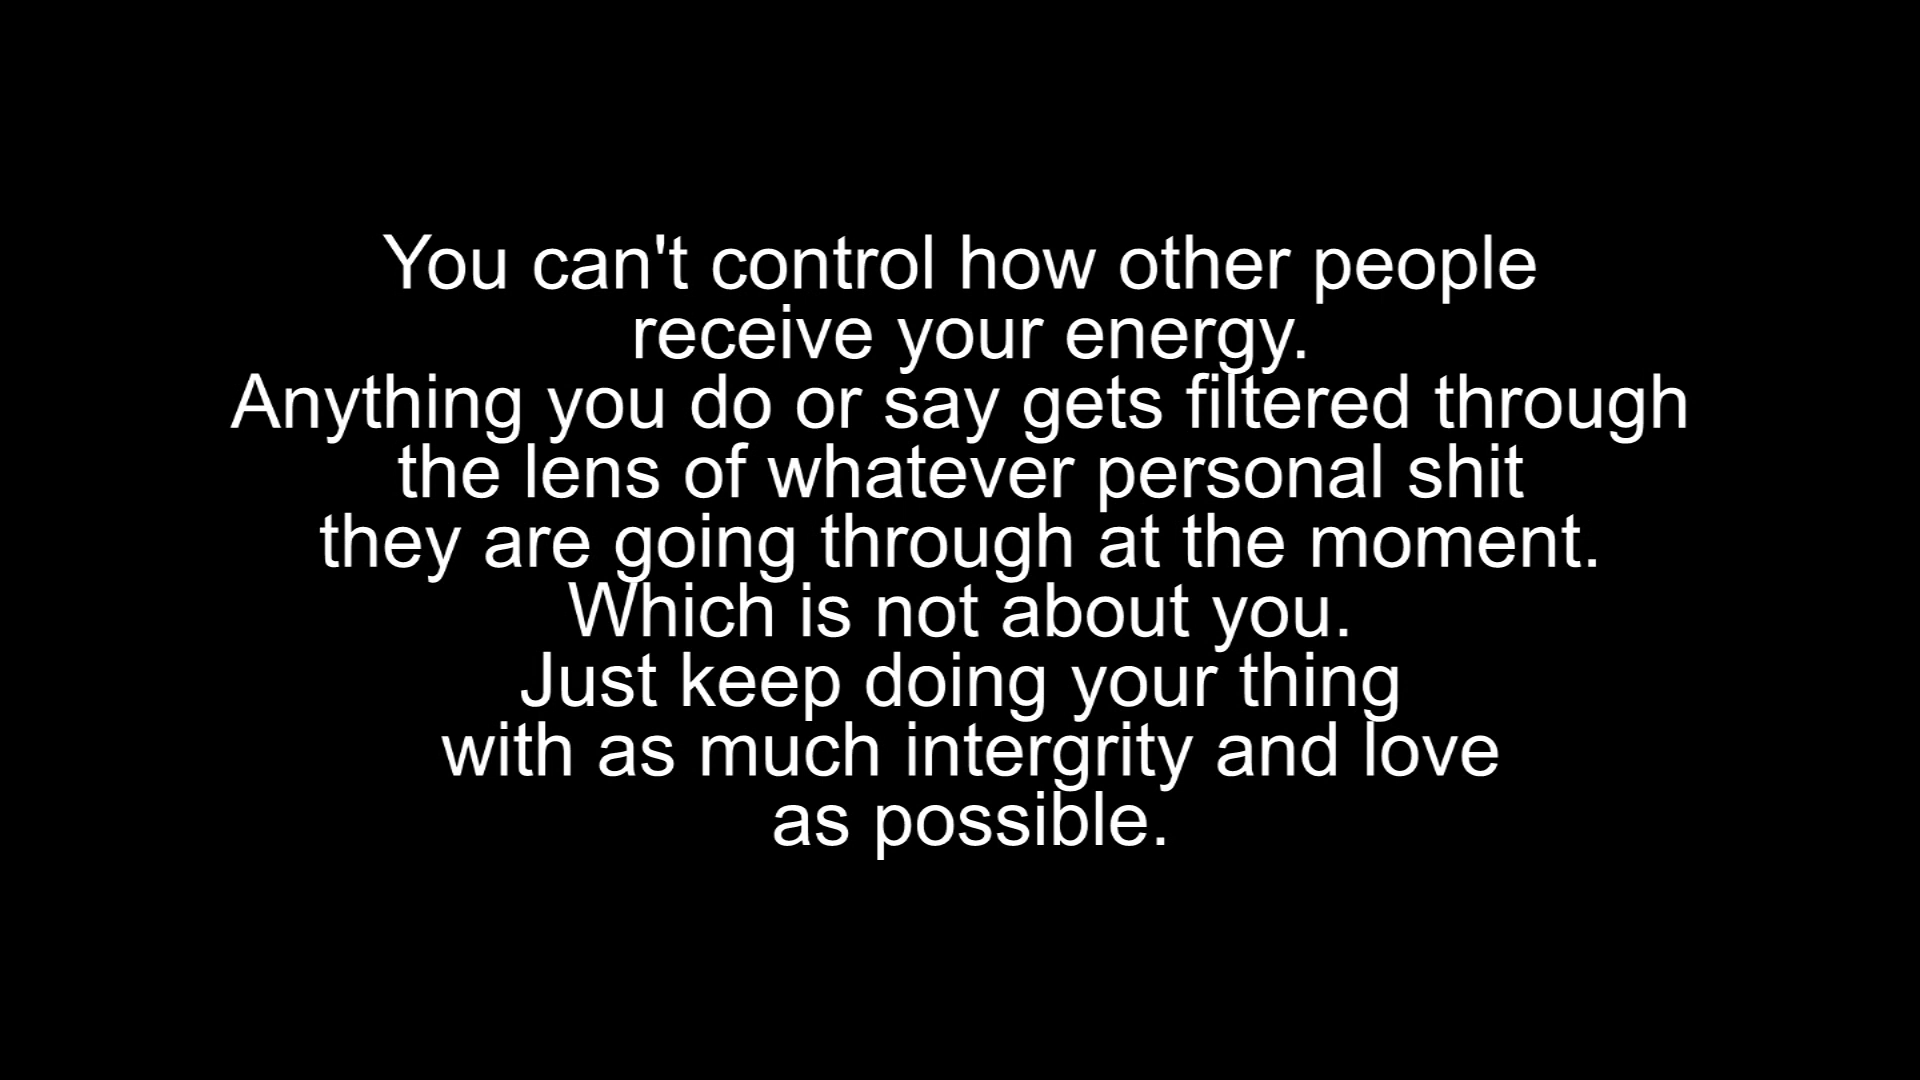 You can't control how other people
receive your energy.
Anything you do or say gets filtered through
the lens of whatever personal shit
they are going through at the moment.
Which is not about you.
Just keep doing your thing
with as much intergrity and love
as possible.